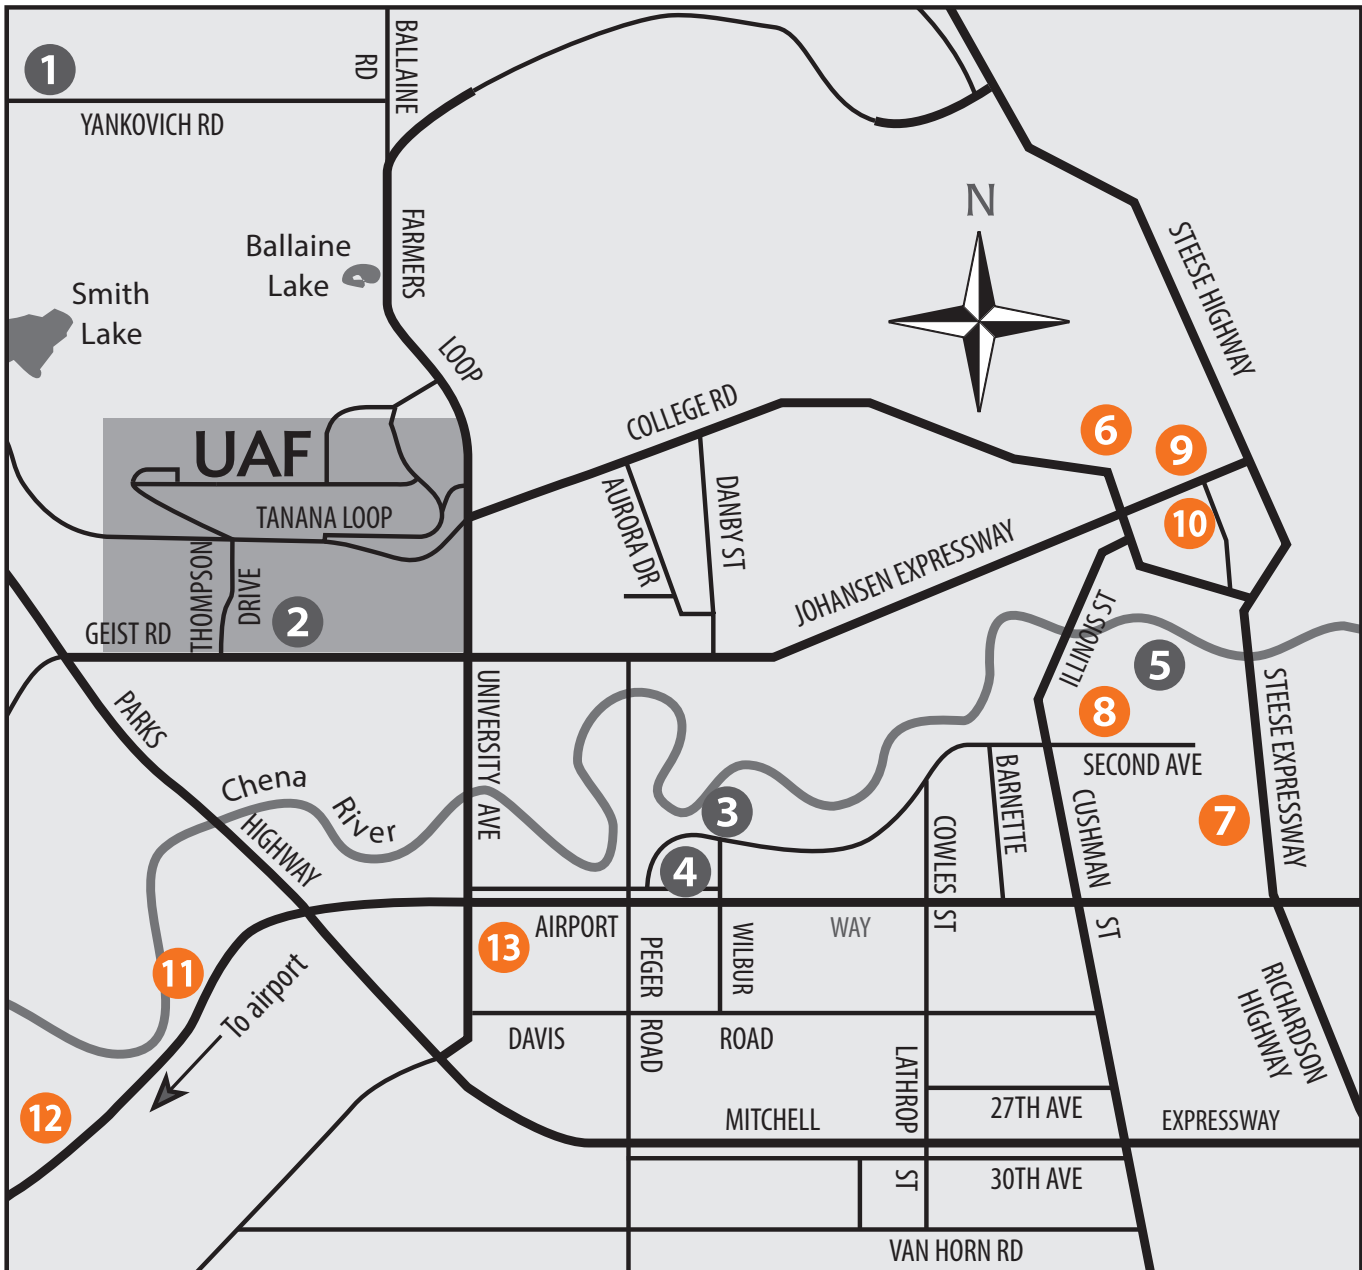 1
BALLAINE
RD
YANKOVICH RD
N
FARMERS
Ballaine
Lake
STEESE HIGHWAY
Smith
Lake
LOOP
COLLEGE RD
6
9
UAF
10
TANANA LOOP
AURORA DR
DANBY ST
JOHANSEN EXPRESSWAY
THOMPSON
DRIVE
2
GEIST RD
ILLINOIS ST
5
UNIVERSITY AVE
STEESE EXPRESSWAY
PARKS
HIGHWAY
8
SECOND AVE
BARNETTE
Chena
River
3
7
CUSHMAN
ST
COWLES
ST
4
AIRPORT
WAY
13
PEGER
ROAD
WILBUR
11
To airport
RICHARDSON
HIGHWAY
DAVIS
ROAD
LATHROP
ST
12
27TH AVE
MITCHELL
EXPRESSWAY
30TH AVE
VAN HORN RD